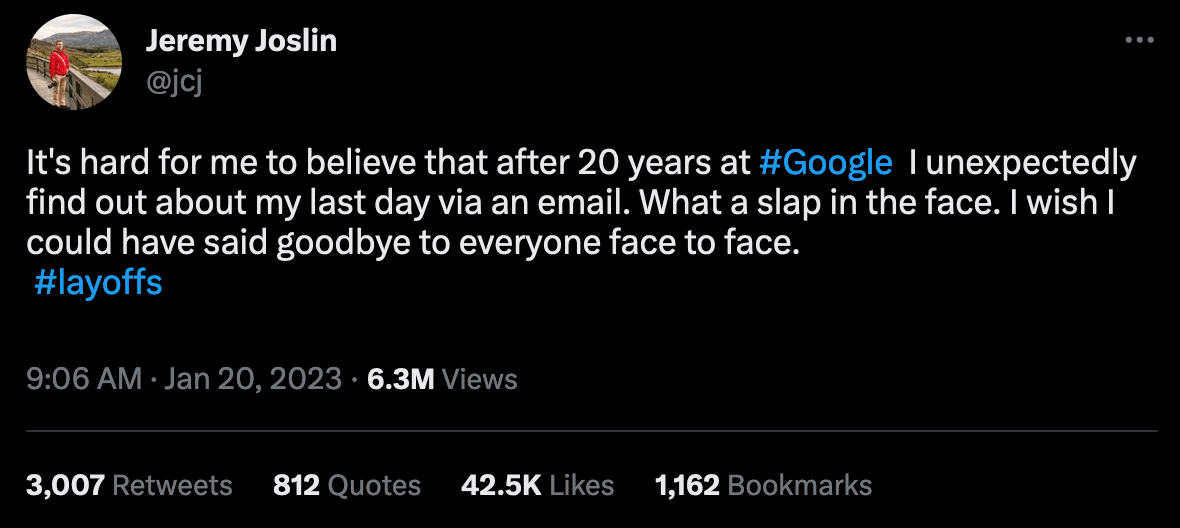 Jeremy Joslin
@jcj
It's hard for me to believe that after 20 years at #Google  I unexpectedly
find out about my last day via an email. What a slap in the face. I wish I
could have said goodbye to everyone face to face.
#layoffs
9:06 AM · Jan 20, 2023 · 6.3M Views
3,007 Retweets 812 Quotes 42.5K Likes 1,162 Bookmarks